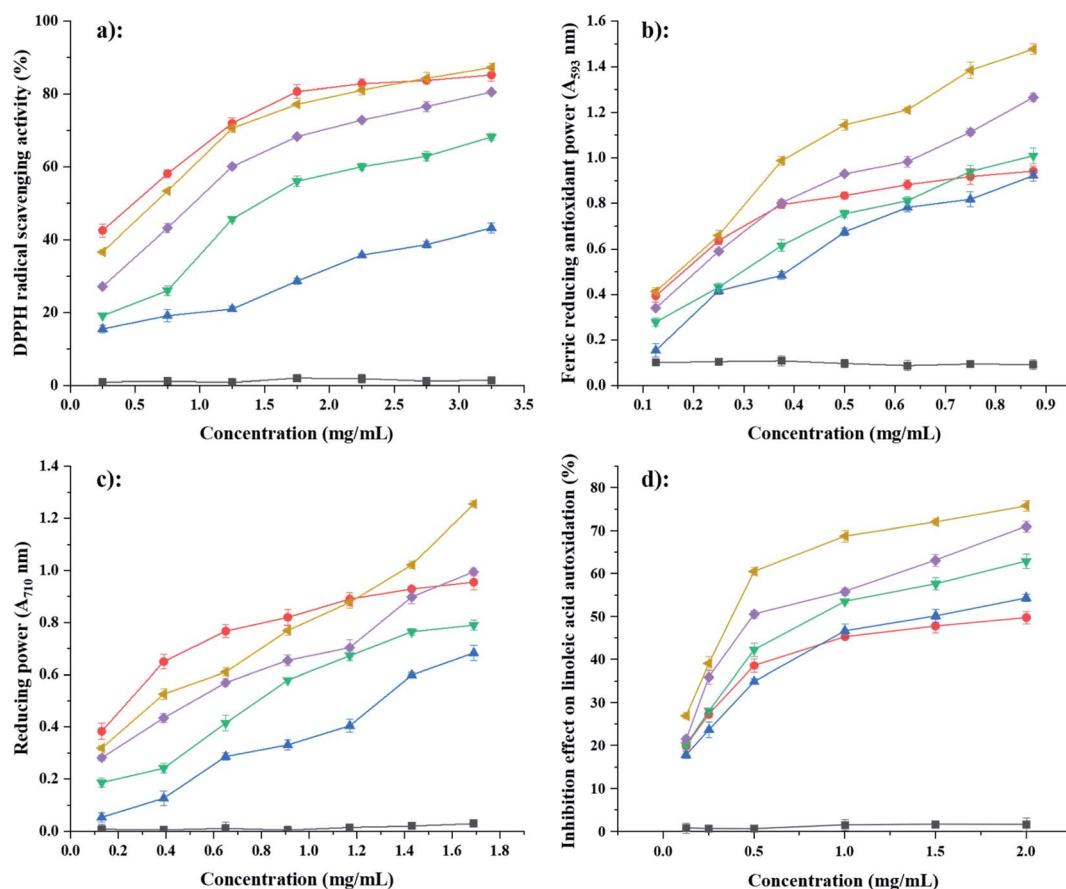 a):
DPPH radical scavenging activity (%)
100
80
60
40
20
0
0.0 0.5 1.0 1.5 2.0 2.5 3.0 3.5
Concentration (mg/mL)
b):
Ferric reducing antioxidant power (A593 nm)
1.6
1.4
1.2
1.0
0.8
0.6
0.4
0.2
0.0
0.1 0.2 0.3 0.4 0.5 0.6 0.7 0.8 0.9
Concentration (mg/mL)
c):
Reducing power (A710 nm)
1.4
1.2
1.0
0.8
0.6
0.4
0.2
0.0
0.0 0.2 0.4 0.6 0.8 1.0 1.2 1.4 1.6 1.8
Concentration (mg/mL)
d):
Inhibition effect on linoleic acid autoxidation (%)
80
70
60
50
40
30
20
10
0
0.0 0.5 1.0 1.5 2.0
Concentration (mg/mL)